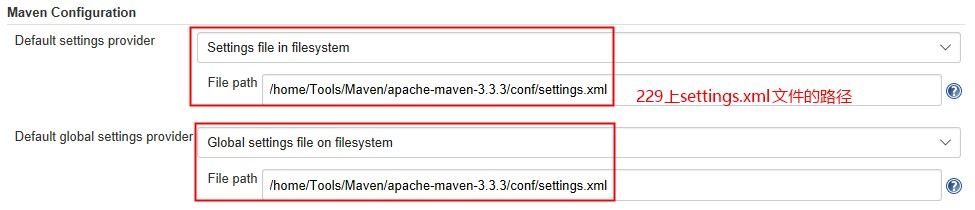 Maven Configuration
Default settings provider
Settings file in filesystem
File path
/home/Tools/Maven/apache-maven-3.3.3/conf/settings.xml
229上settings.xml文件的路径
Default global settings provider
Global settings file on filesystem
File path
/home/Tools/Maven/apache-maven-3.3.3/conf/settings.xml